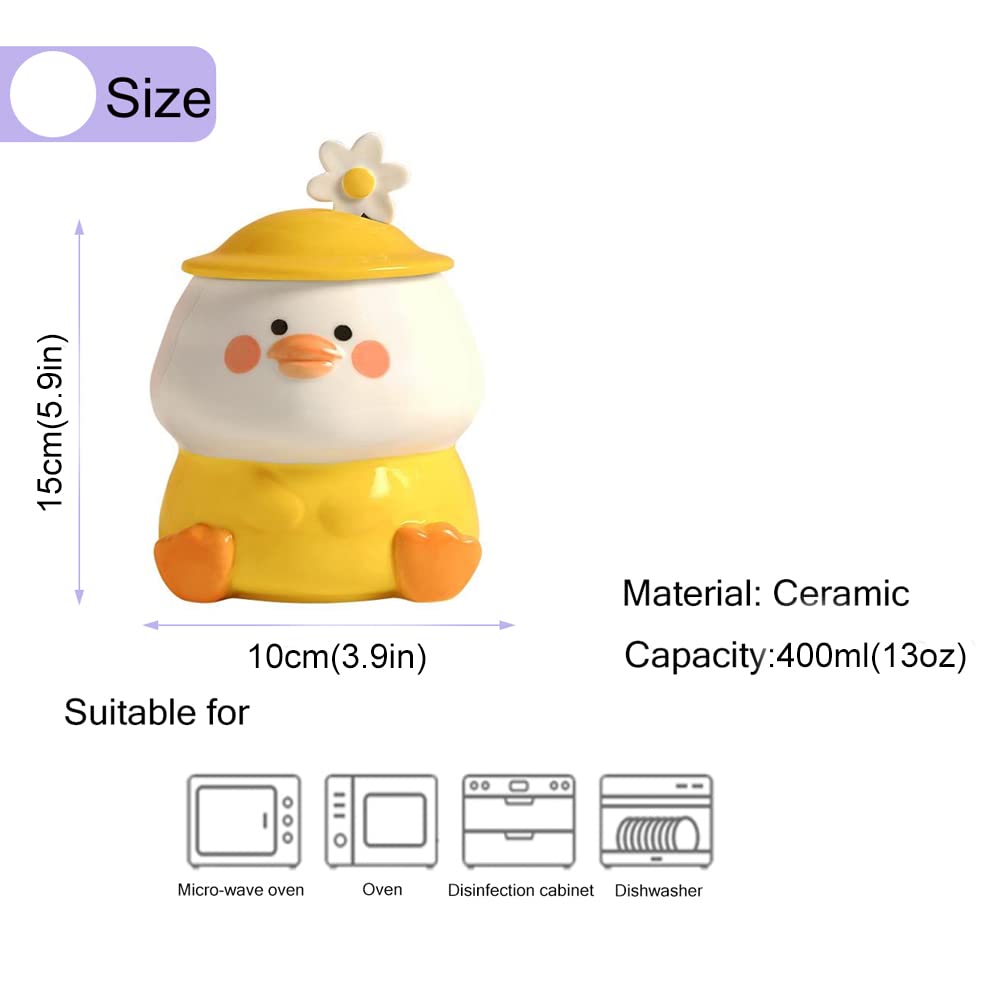 Size
15cm(5.9in)
10cm(3.9in)
Material: Ceramic
Capacity:400ml(13oz)
Suitable for
Micro-wave oven
Oven
Disinfection cabinet
Dishwasher